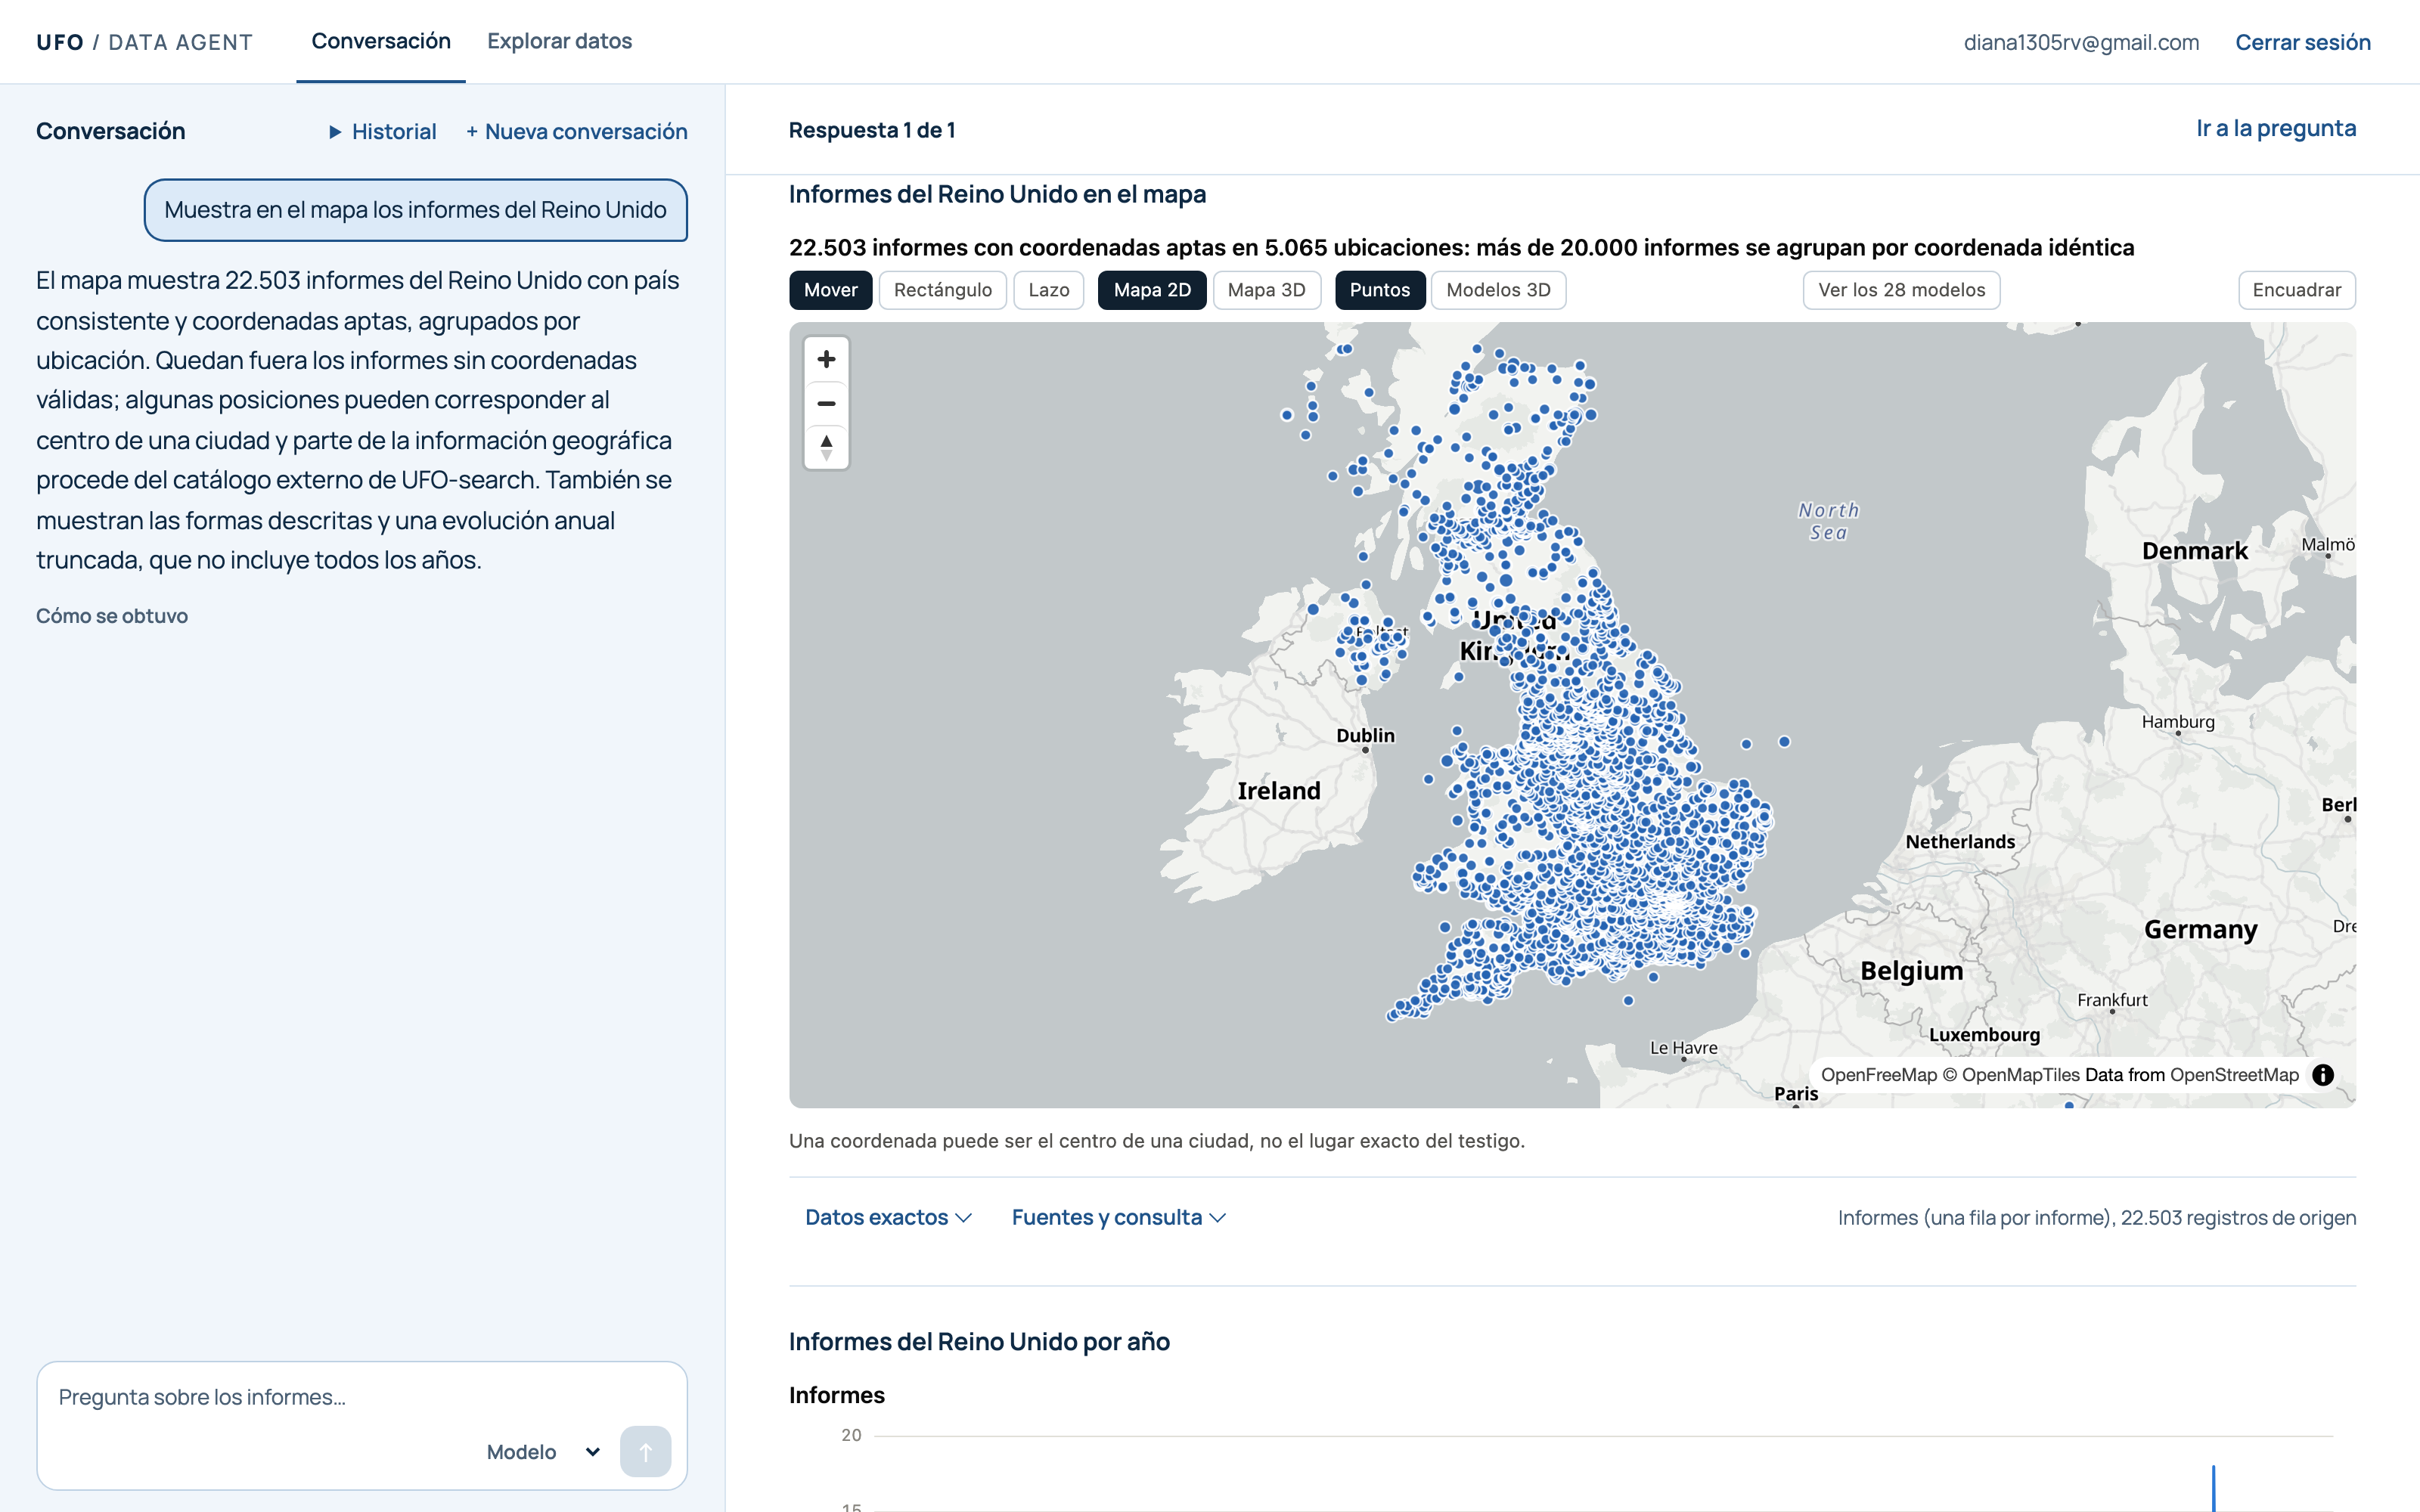 UFO / DATA AGENT
Conversación
Explorar datos
diana1305rv@gmail.com
Cerrar sesión
Conversación
Historial
+ Nueva conversación
Muestra en el mapa los informes del Reino Unido
El mapa muestra 22.503 informes del Reino Unido con país
consistente y coordenadas aptas, agrupados por
ubicación. Quedan fuera los informes sin coordenadas
válidas; algunas posiciones pueden corresponder al
centro de una ciudad y parte de la información geográfica
procede del catálogo externo de UFO-search. También se
muestran las formas descritas y una evolución anual
truncada, que no incluye todos los años.
Cómo se obtuvo
Pregunta sobre los informes...
Modelo
Respuesta 1 de 1
Ir a la pregunta
Informes del Reino Unido en el mapa
22.503 informes con coordenadas aptas en 5.065 ubicaciones: más de 20.000 informes se agrupan por coordenada idéntica
Mover
Rectángulo
Lazo
Mapa 2D
Mapa 3D
Puntos
Modelos 3D
Ver los 28 modelos
Encuadrar
North
Sea
Denmark
Malmö
United
Kingdom
Dublin
Ireland
Hamburg
Netherlands
Germany
Belgium
Frankfurt
Luxembourg
Le Havre
Paris
OpenFreeMap © OpenMapTiles Data from OpenStreetMap
Una coordenada puede ser el centro de una ciudad, no el lugar exacto del testigo.
Datos exactos
Fuentes y consulta
Informes (una fila por informe), 22.503 registros de origen
Informes del Reino Unido por año
Informes
20
15